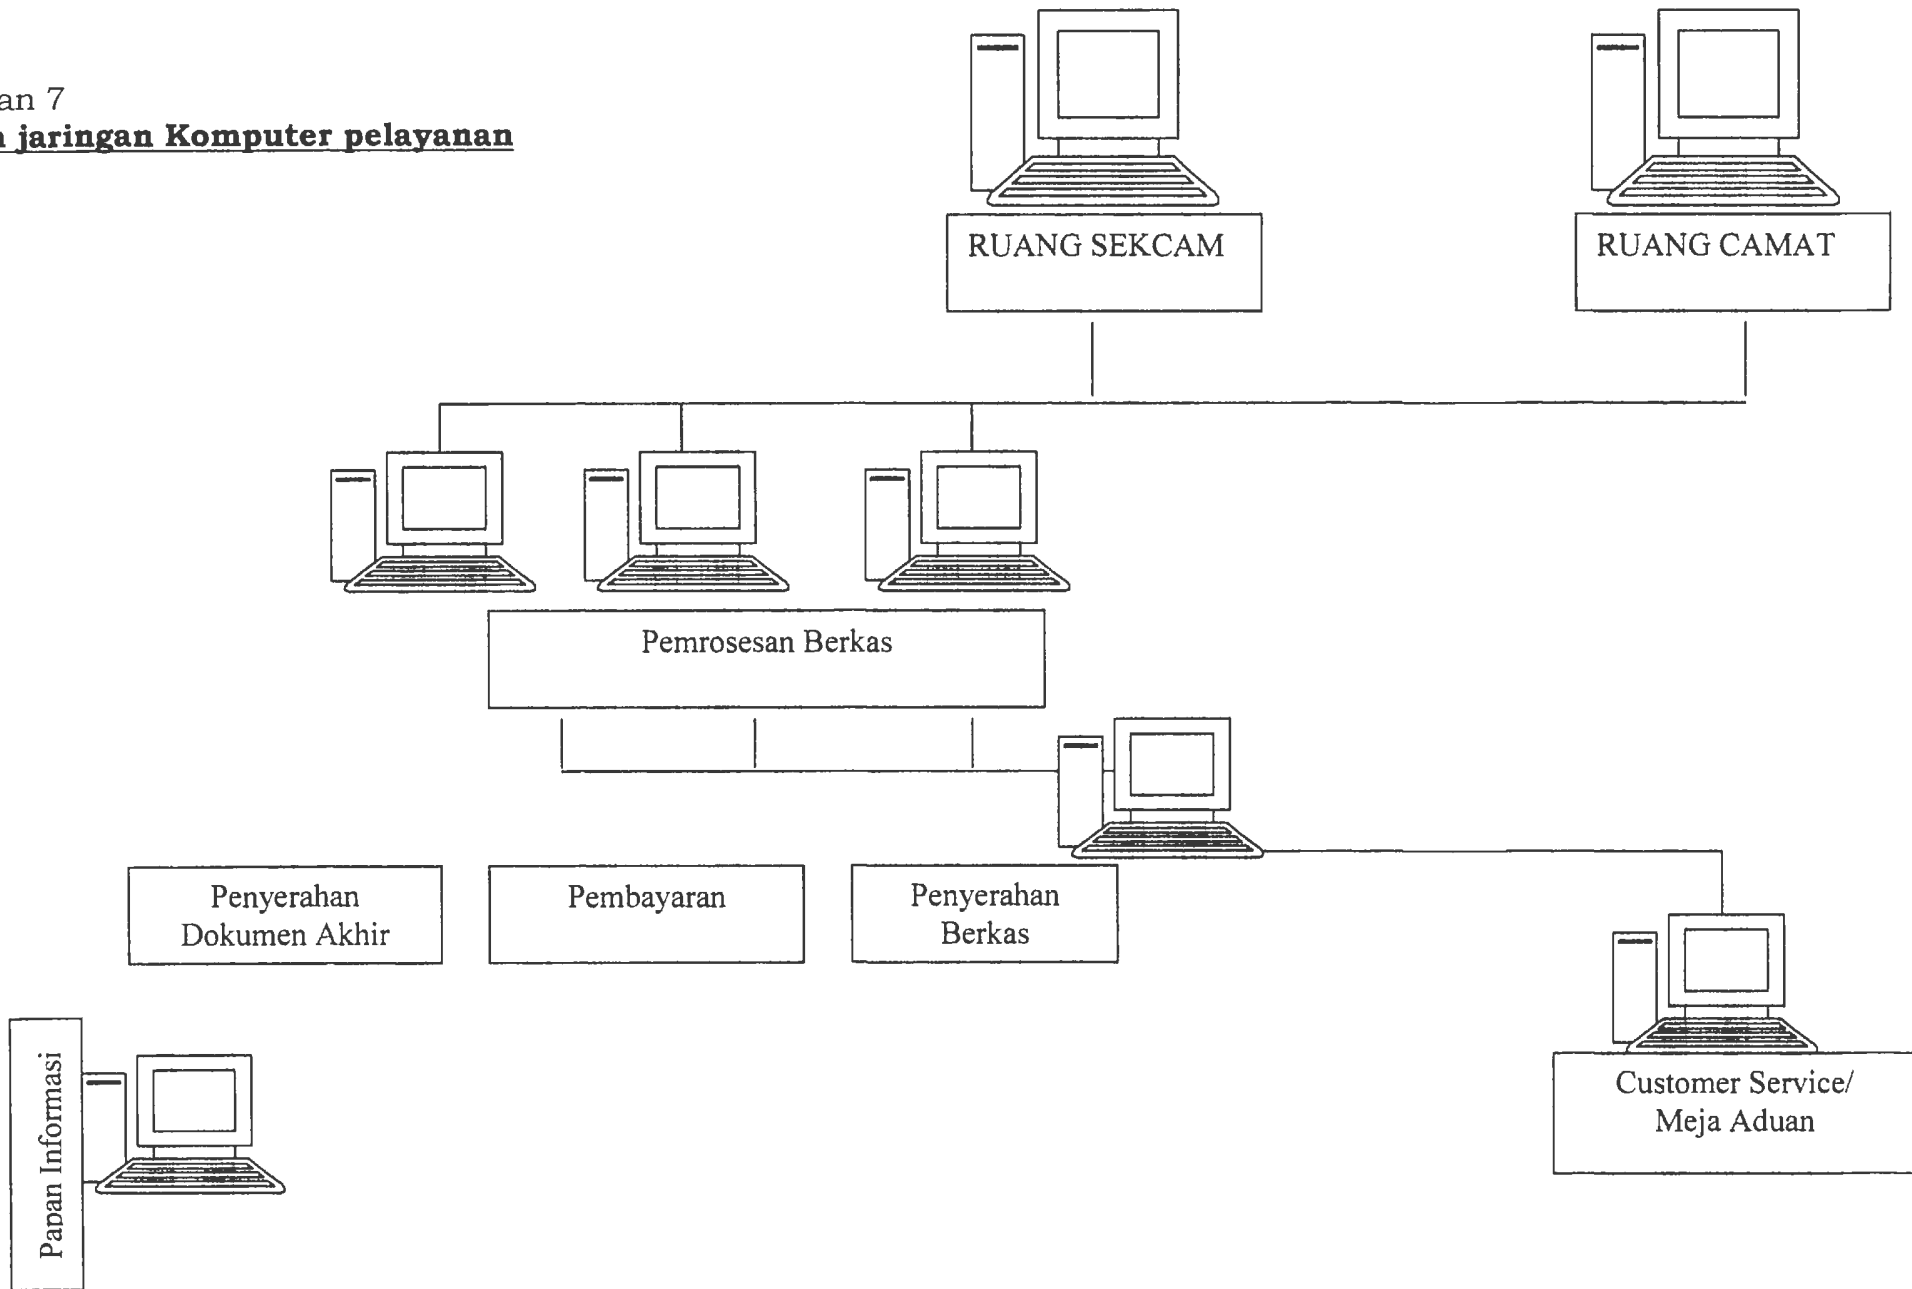 an 7
jaringan Komputer pelayanan
RUANG SEKCAM
RUANG CAMAT
Pemrosesan Berkas
Penyerahan
Dokumen Akhir
Pembayaran
Penyerahan
Berkas
Customer Service/
Meja Aduan
Papan Informasi